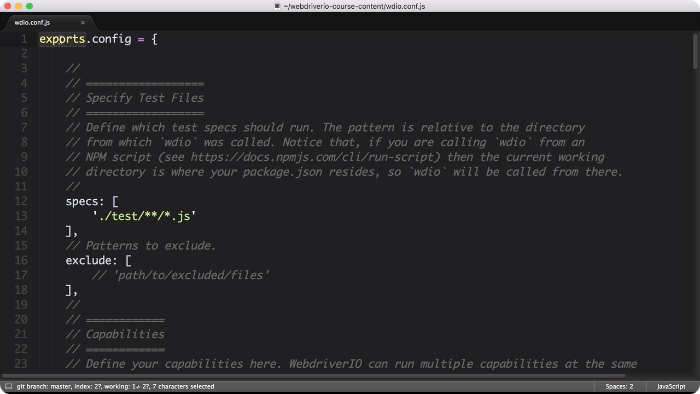 ~/webdriverio-course-content/wdio.conf.js
wdio.conf.js ×
1 exports.config = {
2
3 //
4 // ==================
5 // Specify Test Files
6 // ==================
7 // Define which test specs should run. The pattern is relative to the directory
8 // from which `wdio` was called. Notice that, if you are calling `wdio` from an
9 // NPM script (see https://docs.npmjs.com/cli/run-script) then the current working
10 // directory is where your package.json resides, so `wdio` will be called from there.
11 //
12 specs: [
13 './test/**/*.js'
14 ],
15 // Patterns to exclude.
16 exclude: [
17 // 'path/to/excluded/files'
18 ],
19 //
20 // ============
21 // Capabilities
22 // ============
23 // Define your capabilities here. WebdriverIO can run multiple capabilities at the same
git branch: master, index: 2?, working: 1≠ 2?, 7 characters selected Spaces: 2 JavaScript